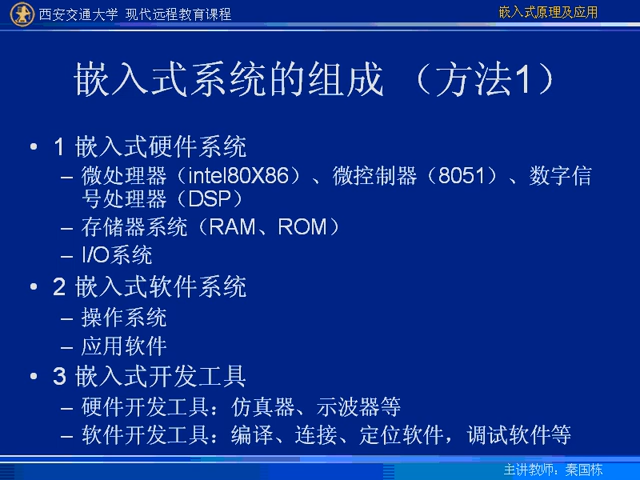 西安交通大学 现代远程教育课程
嵌入式原理及应用
嵌入式系统的组成 （方法1）
• 1 嵌入式硬件系统
– 微处理器（intel80X86）、微控制器（8051）、数字信
号处理器（DSP）
– 存储器系统（RAM、ROM）
– I/O系统
• 2 嵌入式软件系统
– 操作系统
– 应用软件
• 3 嵌入式开发工具
– 硬件开发工具：仿真器、示波器等
– 软件开发工具：编译、连接、定位软件，调试软件等
主讲教师：秦国栋